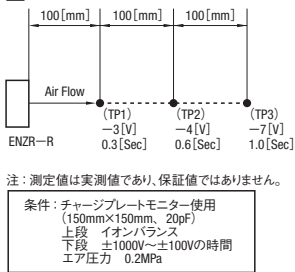 100[mm] 100[mm] 100[mm]
Air Flow
ENZR－R
(TP1) (TP2) (TP3)
－3[V] －4[V] －7[V]
0.3[Sec] 0.6[Sec] 1.0[Sec]
注：測定値は実測値であり、保証値ではありません。
条件：チャージプレートモニター使用
(150mm×150mm、20pF)
上段　イオンバランス
下段　±1000V～±100Vの時間
エア圧力　0.2MPa